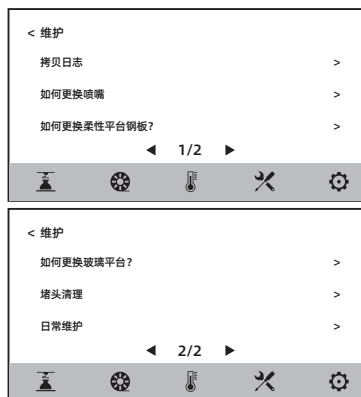 < 维护
拷贝日志 >
如何更换喷嘴 >
如何更换柔性平台钢板? >
◀ 1/2 ▶
< 维护
如何更换玻璃平台? >
堵头清理 >
日常维护 >
◀ 2/2 ▶